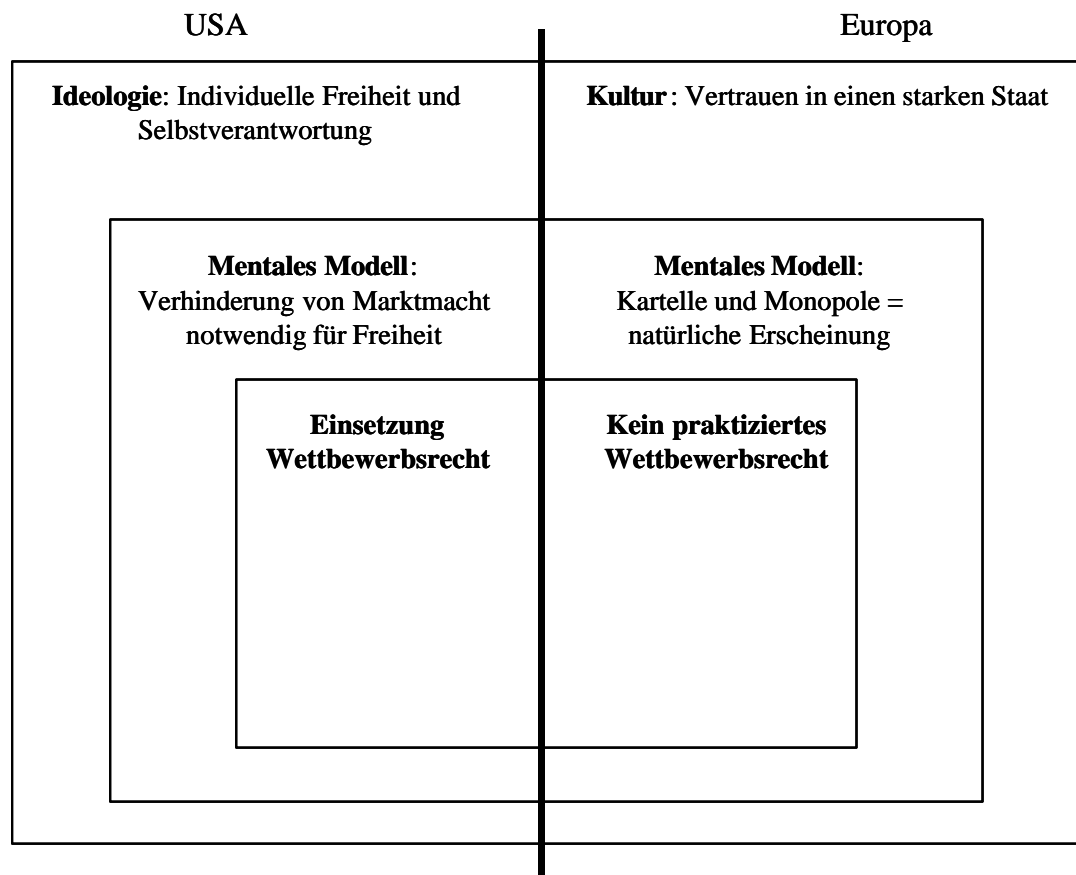 USA
Europa
Ideologie: Individuelle Freiheit und
Selbstverantwortung
Kultur: Vertrauen in einen starken Staat
Mentales Modell:
Verhinderung von Marktmacht
notwendig für Freiheit
Mentales Modell:
Kartelle und Monopole =
natürliche Erscheinung
Einsetzung
Wettbewerbsrecht
Kein praktiziertes
Wettbewerbsrecht